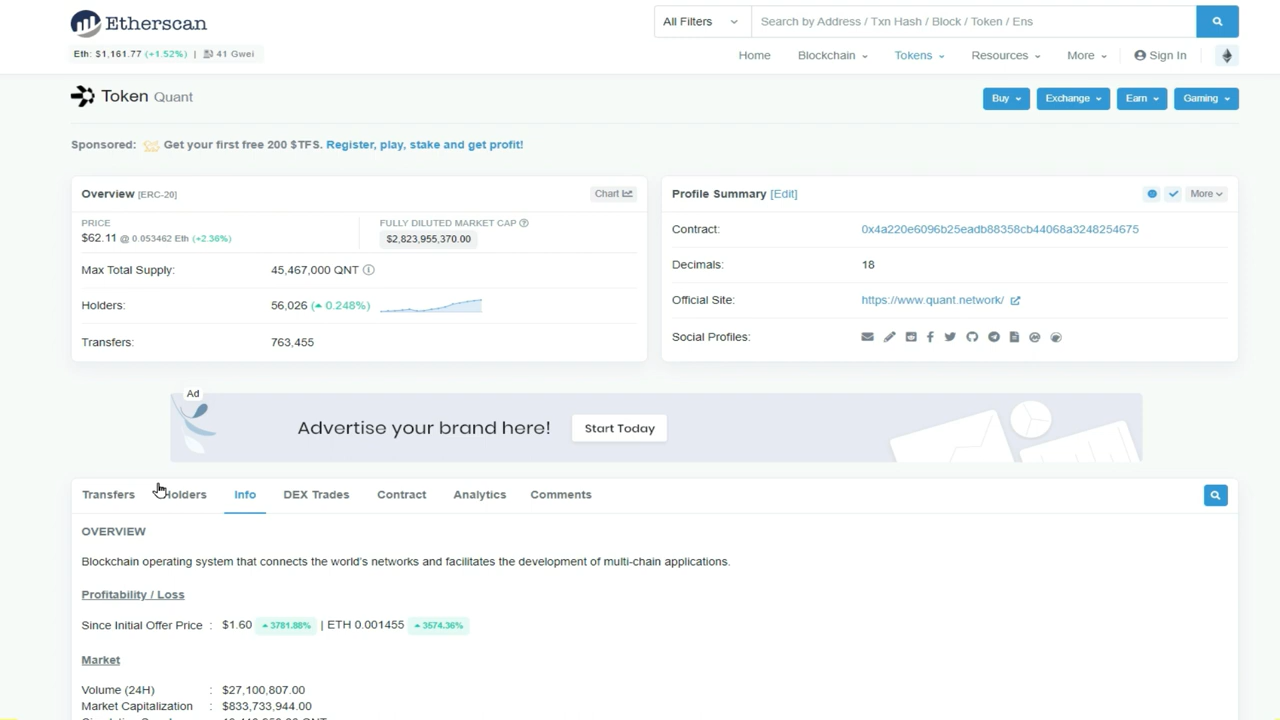 Etherscan
All Filters
Search by Address / Txn Hash / Block / Token / Ens
Eth: $1,161.77 (+1.52%) | 41 Gwei
Home Blockchain Tokens Resources More Sign In
Token Quant
Buy Exchange Earn Gaming
Sponsored: Get your first free 200 $TFS. Register, play, stake and get profit!
Overview [ERC-20]
Chart
PRICE
$62.11 @ 0.053462 Eth (+2.36%)
FULLY DILUTED MARKET CAP
$2,823,955,370.00
Max Total Supply: 45,467,000 QNT
Holders: 56,026 (0.248%)
Transfers: 763,455
Profile Summary [Edit]
More
Contract: 0x4a220e6096b25eadb88358cb44068a3248254675
Decimals: 18
Official Site: https://www.quant.network/
Social Profiles:
Ad
Advertise your brand here! Start Today
Transfers Holders Info DEX Trades Contract Analytics Comments
OVERVIEW
Blockchain operating system that connects the world's networks and facilitates the development of multi-chain applications.
Profitability / Loss
Since Initial Offer Price : $1.60 3781.88% | ETH 0.001455 3574.36%
Market
Volume (24H) : $27,100,807.00
Market Capitalization : $833,733,944.00